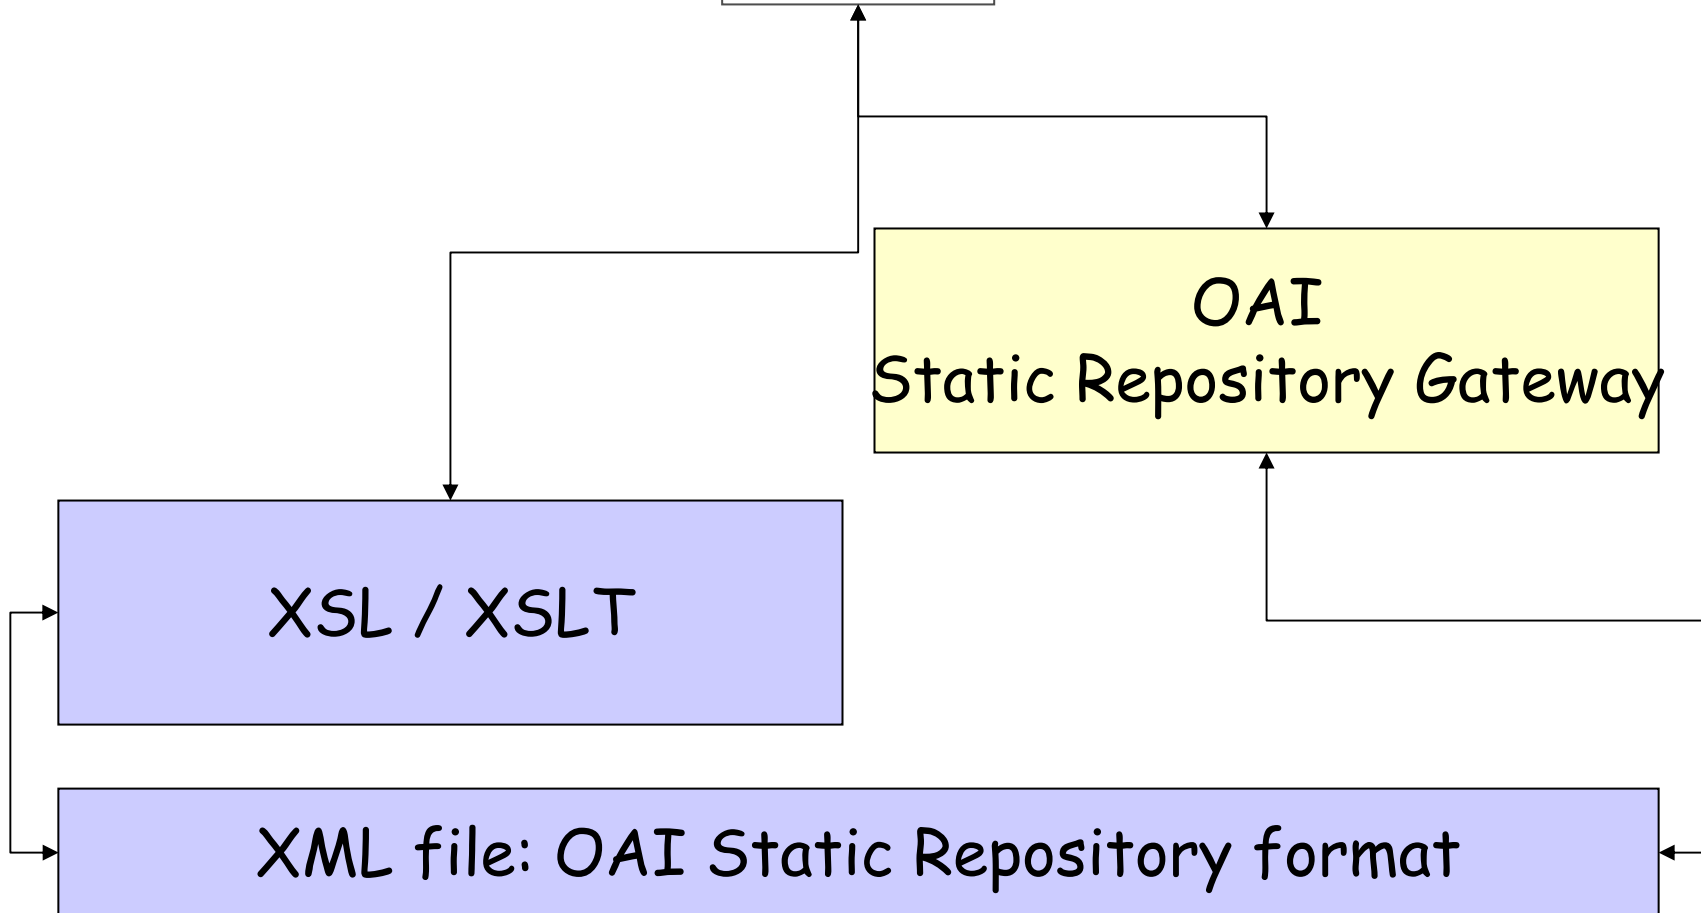 OAI
Static Repository Gateway
XSL / XSLT
XML file: OAI Static Repository format